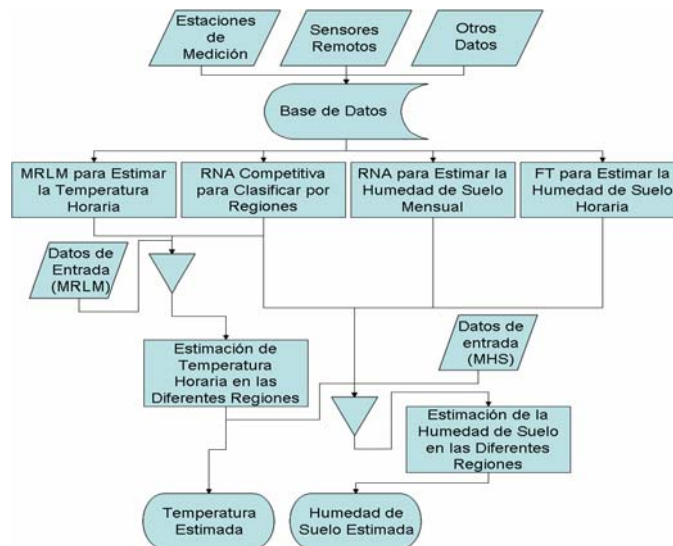 Estaciones
de
Medición
Sensores
Remotos
Otros
Datos
Base de Datos
MRLM para Estimar
la Temperatura
Horaria
RNA Competitiva
para Clasificar por
Regiones
RNA para Estimar la
Humedad de Suelo
Mensual
FT para Estimar la
Humedad de Suelo
Horaria
Datos de
Entrada
(MRLM)
Datos de
entrada
(MHS)
Estimación de
Temperatura
Horaria en las
Diferentes Regiones
Estimación de la
Humedad de Suelo
en las Diferentes
Regiones
Temperatura
Estimada
Humedad de
Suelo Estimada